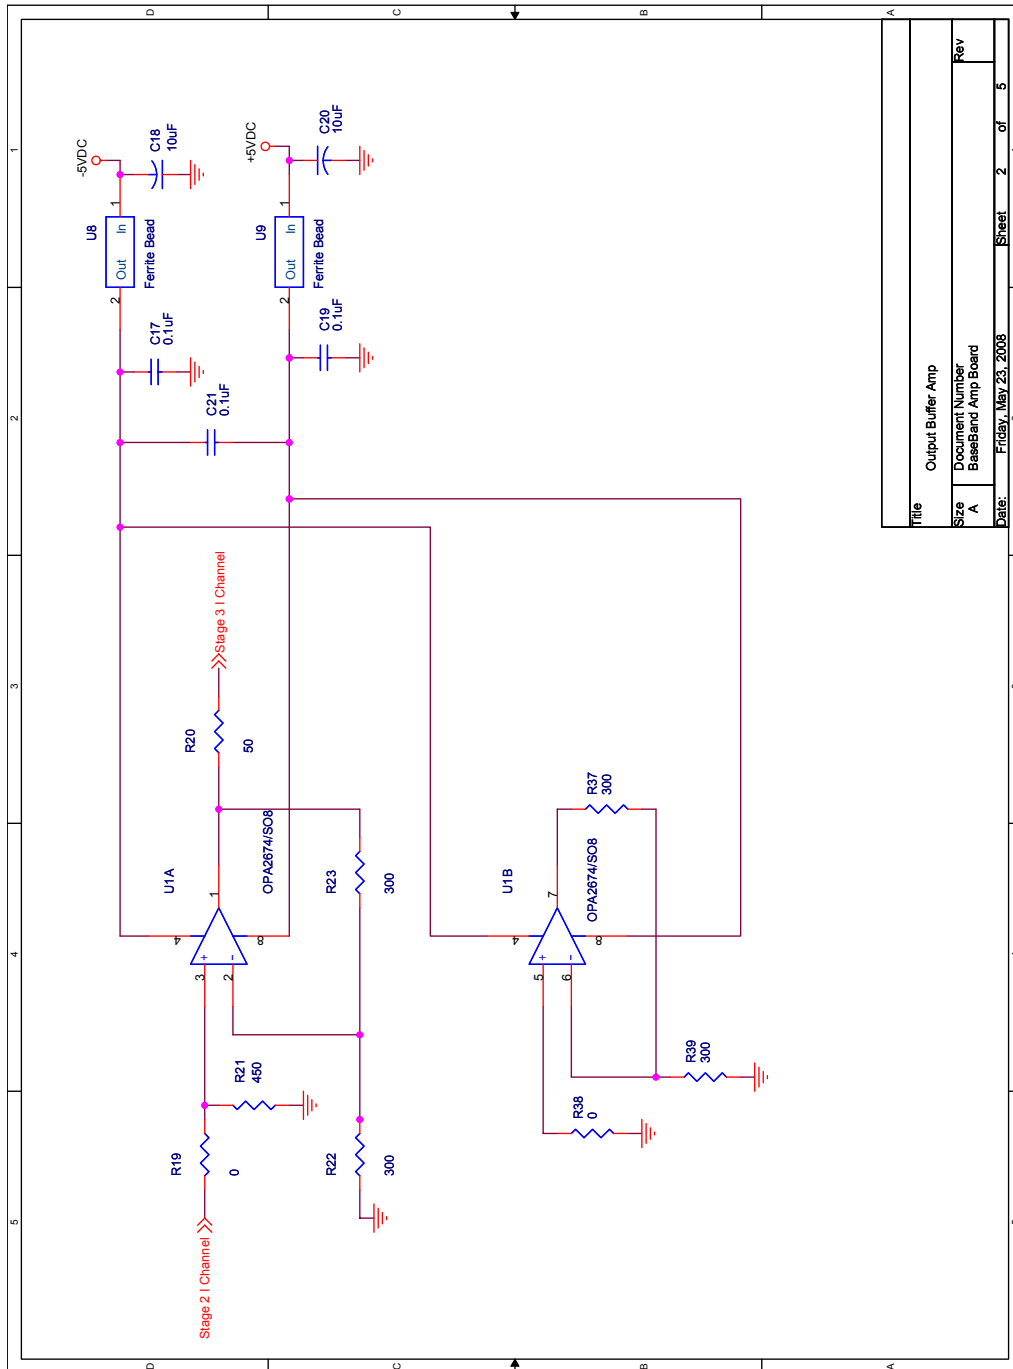 5
4
3
2
1
D
C
B
A
D
C
B
A
-5VDC
C18
10uF
U8
1
In
Out
2
Ferrite Bead
C17
0.1uF
C21
0.1uF
+5VDC
C20
10uF
U9
1
In
Out
2
Ferrite Bead
C19
0.1uF
Stage 2 I Channel
R19
0
R21
450
U1A
3
+
2
-
4
8
1
OPA2674/SO8
R20
50
Stage 3 I Channel
R22
300
R23
300
U1B
5
+
6
-
4
8
7
OPA2674/SO8
R37
300
R38
0
R39
300
Title
Output Buffer Amp
Size
A
Document Number
BaseBand Amp Board
Rev
Date:
Friday, May 23, 2008
Sheet
2
of
5